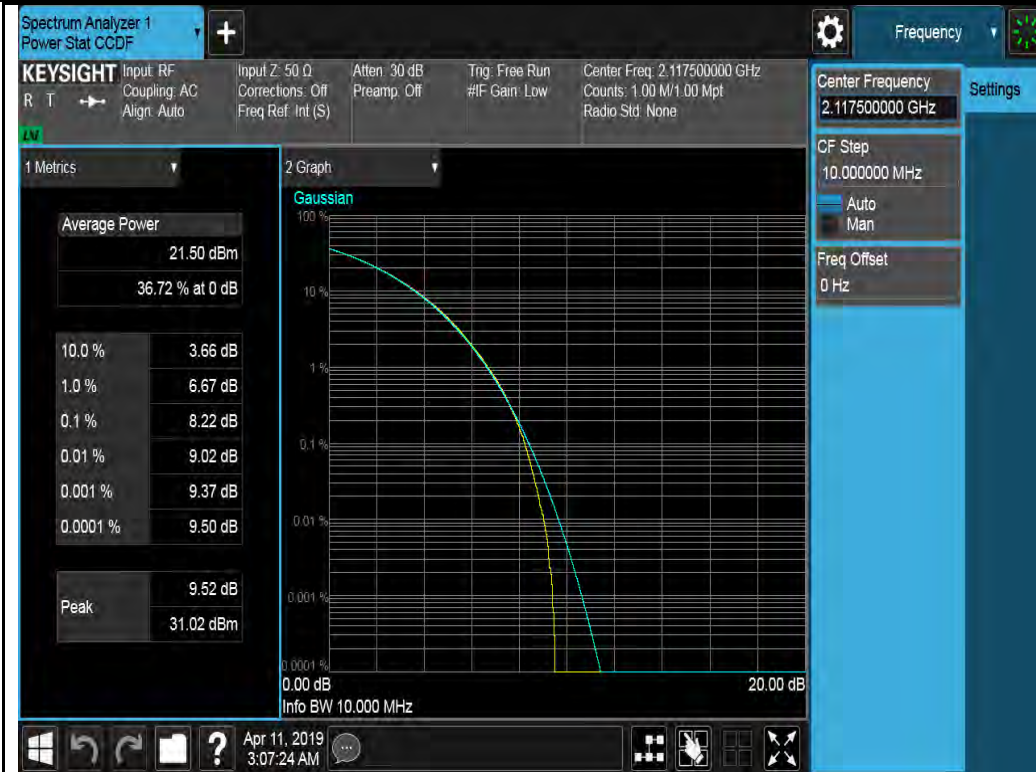 Spectrum Analyzer 1
Power Stat CCDF
+
Frequency
KEYSIGHT
R T
LNI
Input: RF
Coupling: AC
Align: Auto
Input Z: 50 Ω
Corrections: Off
Freq Ref: Int (S)
Atten: 30 dB
Preamp: Off
Trig: Free Run
#IF Gain: Low
Center Freq: 2.117500000 GHz
Counts: 1.00 M/1.00 Mpt
Radio Std: None
Center Frequency
2.117500000 GHz
Settings
CF Step
10.000000 MHz
Auto
Man
Freq Offset
0 Hz
1 Metrics
Average Power
21.50 dBm
36.72 % at 0 dB
10.0 % 3.66 dB
1.0 % 6.67 dB
0.1 % 8.22 dB
0.01 % 9.02 dB
0.001 % 9.37 dB
0.0001 % 9.50 dB
Peak
9.52 dB
31.02 dBm
2 Graph
Gaussian
100 %
10 %
1 %
0.1 %
0.01 %
0.001 %
0.0001 %
0.00 dB 20.00 dB
Info BW 10.000 MHz
?
Apr 11, 2019
3:07:24 AM